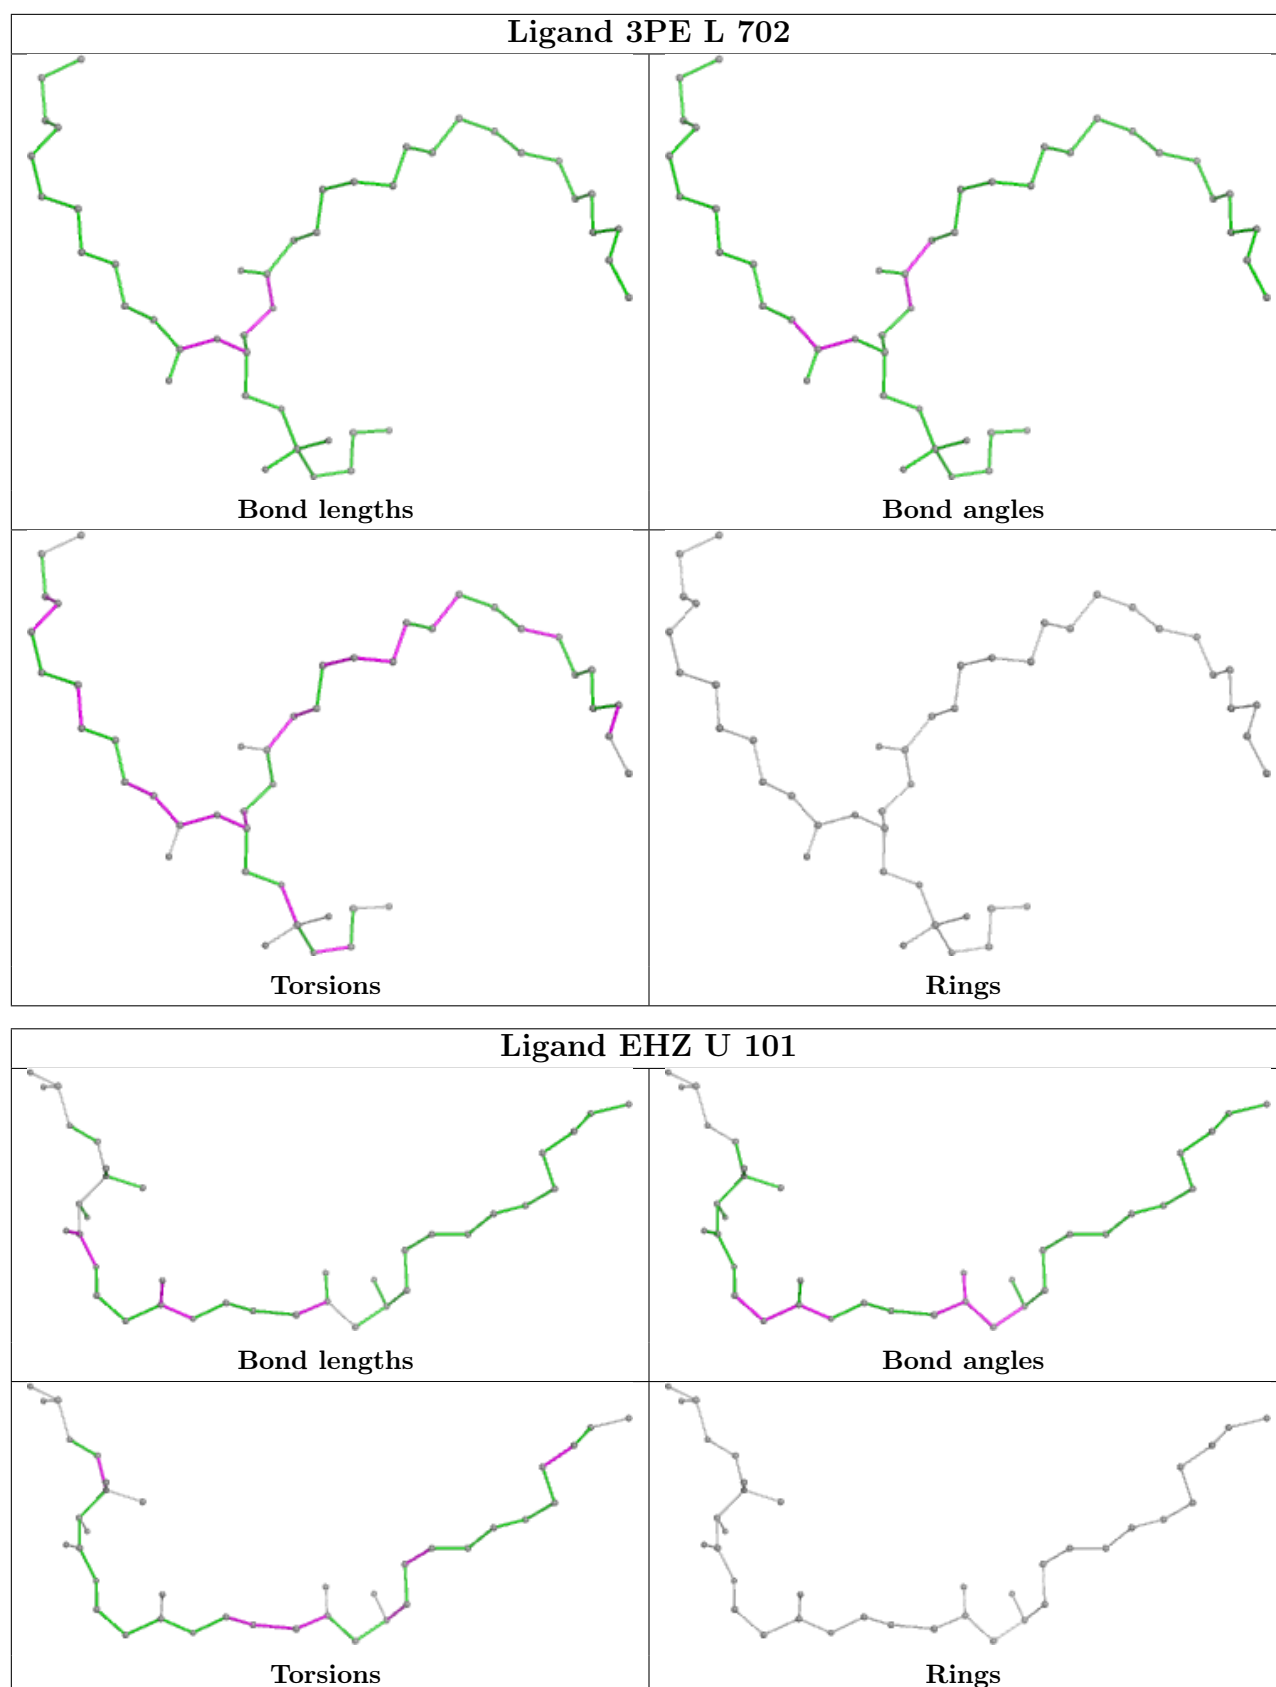 Ligand 3PE L 702
Bond lengths
Bond angles
Torsions
Rings
Ligand EHZ U 101
Bond lengths
Bond angles
Torsions
Rings